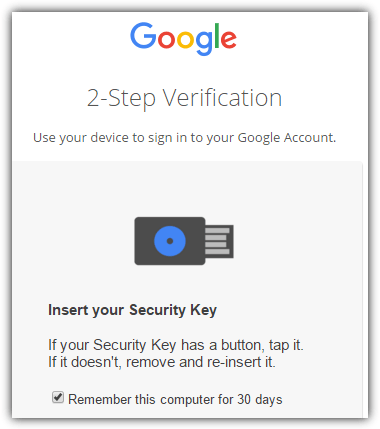 Google
2-Step Verification
Use your device to sign in to your Google Account.
Insert your Security Key
If your Security Key has a button, tap it.
If it doesn't, remove and re-insert it.
Remember this computer for 30 days